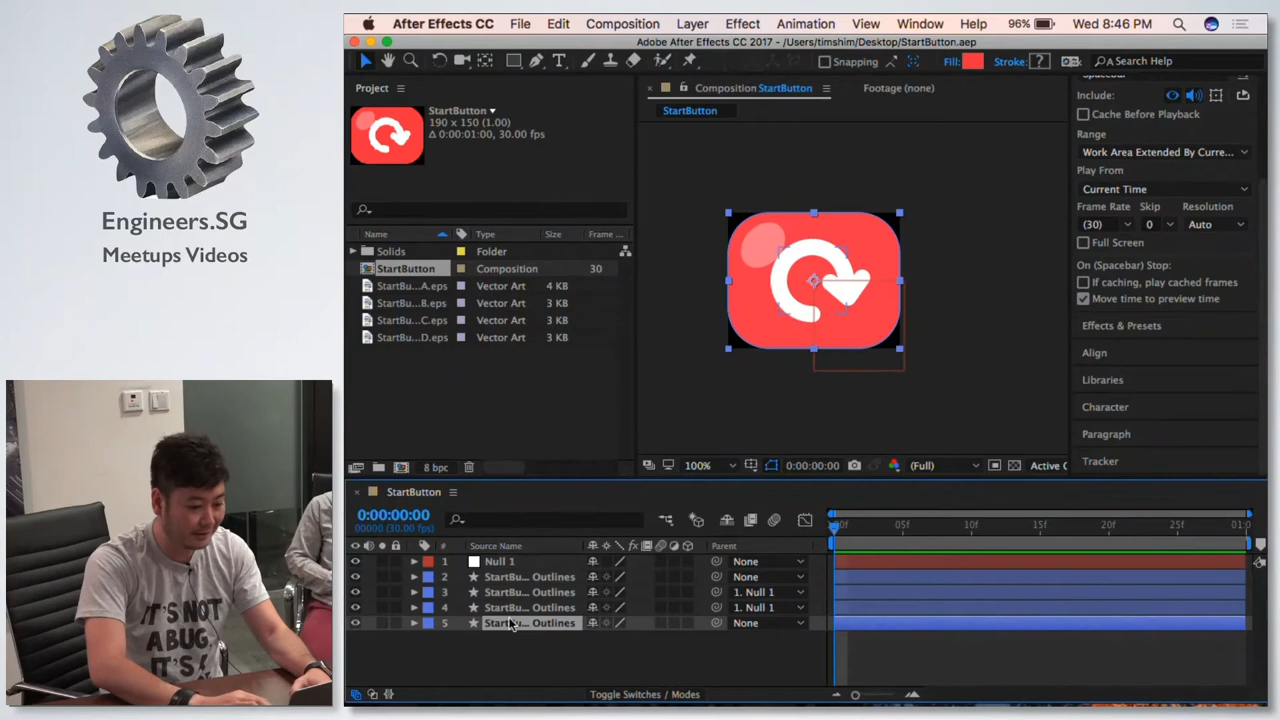 Engineers.SG
Meetups Videos
IT'S NOT
A BUG.
IT'S A
After Effects CC File Edit Composition Layer Effect Animation View Window Help 96% Wed 8:46 PM
Adobe After Effects CC 2017 - /Users/timshim/Desktop/StartButton.aep
Snapping Fill: Stroke: ? Search Help
Project
StartButton
190 x 150 (1.00)
Δ 0:00:01:00, 30.00 fps
Name Type Size Frame ...
Solids Folder
StartButton Composition 30
StartBu...A.eps Vector Art 4 KB
StartBu...B.eps Vector Art 3 KB
StartBu...C.eps Vector Art 3 KB
StartBu...D.eps Vector Art 3 KB
8 bpc
Composition StartButton
Footage (none)
StartButton
100% 0:00:00:00 (Full) Active
Spacebar
Include:
Cache Before Playback
Range
Work Area Extended By Curre...
Play From
Current Time
Frame Rate Skip Resolution
(30) 0 Auto
Full Screen
On (Spacebar) Stop:
If caching, play cached frames
Move time to preview time
Effects & Presets
Align
Libraries
Character
Paragraph
Tracker
StartButton
0:00:00:00
00000 (30.00 fps)
# Source Name fx Parent
1 Null 1 None
2 StartBu... Outlines None
3 StartBu... Outlines 1. Null 1
4 StartBu... Outlines 1. Null 1
5 StartBu... Outlines None
05f 10f 15f 20f 25f 01:0
Toggle Switches / Modes